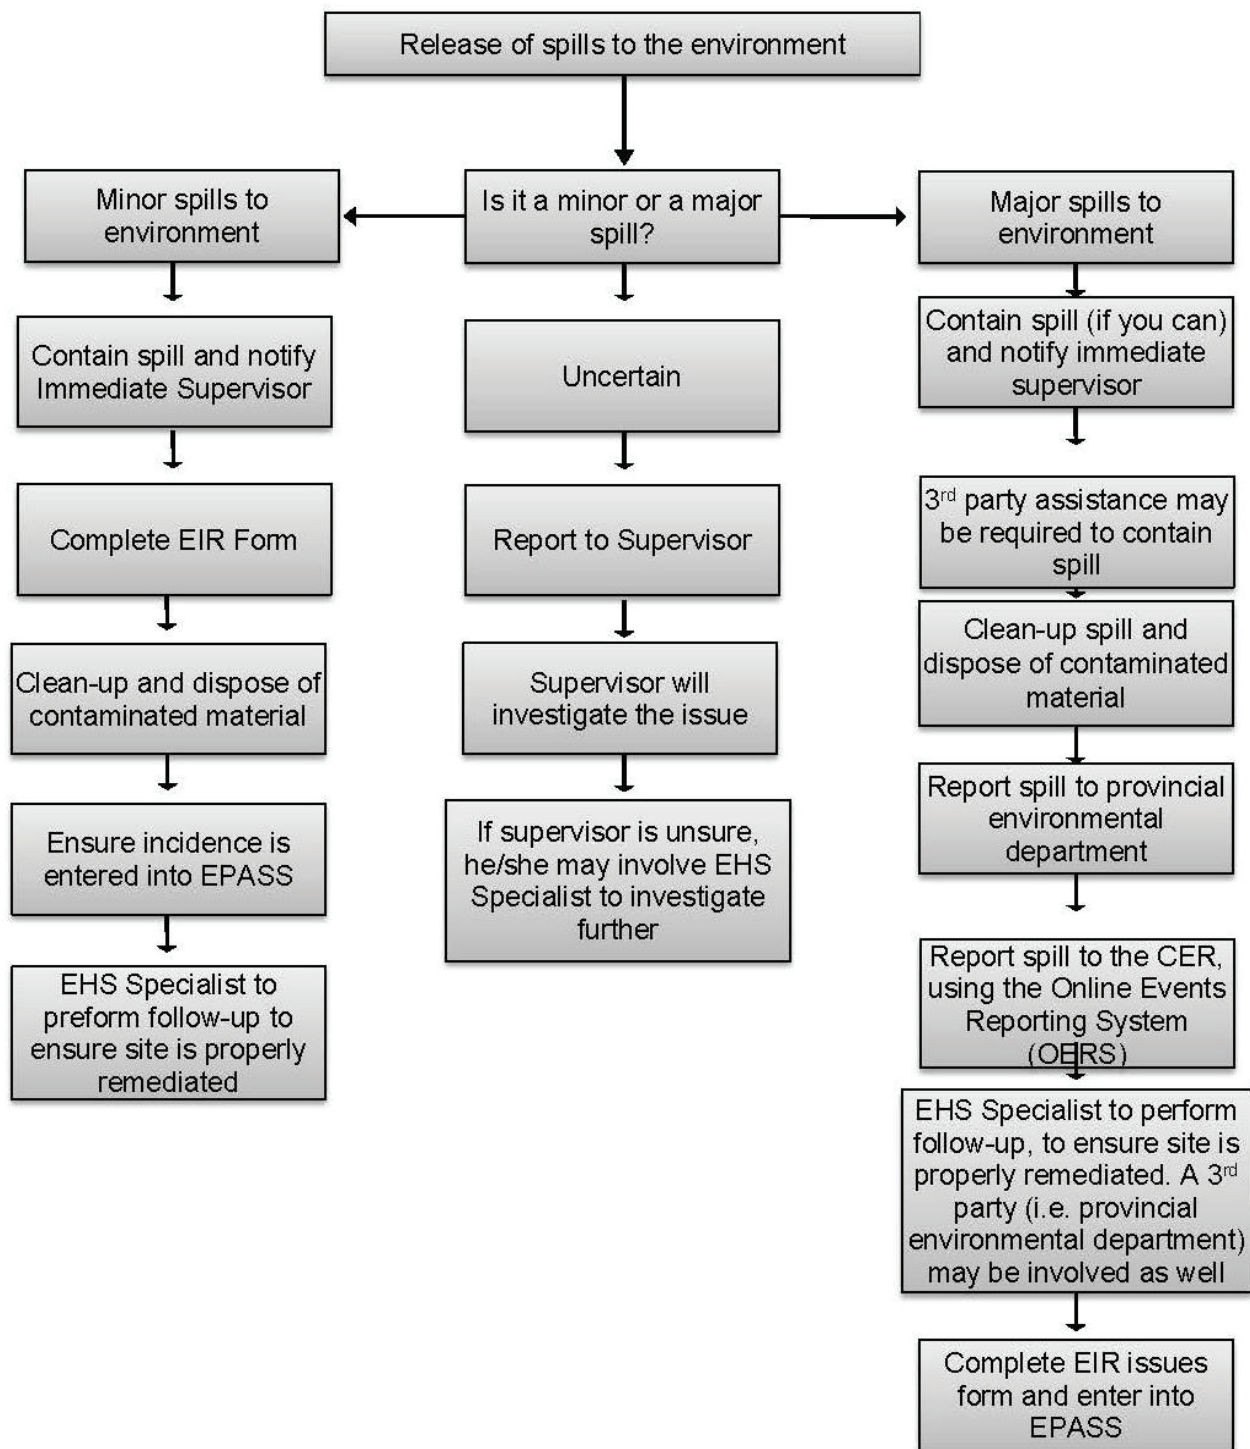 Release of spills to the environment
Minor spills to
environment
Is it a minor or a major
spill?
Major spills to
environment
Contain spill and notify
Immediate Supervisor
Complete EIR Form
Clean-up and dispose of
contaminated material
Ensure incidence is
entered into EPASS
EHS Specialist to
preform follow-up to
ensure site is properly
remediated
Uncertain
Report to Supervisor
Supervisor will
investigate the issue
If supervisor is unsure,
he/she may involve EHS
Specialist to investigate
further
Contain spill (if you can)
and notify immediate
supervisor
3rd party assistance may
be required to contain
spill
Clean-up spill and
dispose of contaminated
material
Report spill to provincial
environmental
department
Report spill to the CER,
using the Online Events
Reporting System
(OERS)
EHS Specialist to perform
follow-up, to ensure site is
properly remediated. A 3rd
party (i.e. provincial
environmental department)
may be involved as well
Complete EIR issues
form and enter into
EPASS